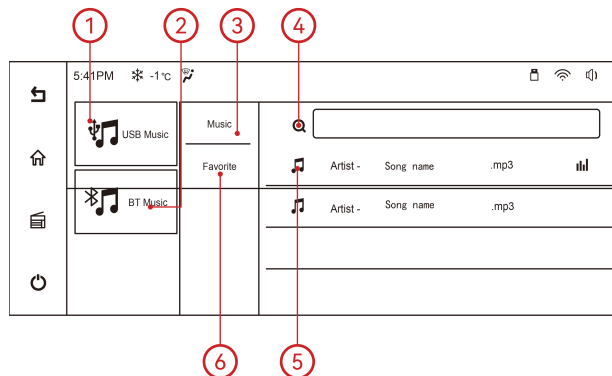 1 2 3 4
5:41PM -1℃
USB Music
Music
Favorite
Artist - Song name .mp3
BT Music
Artist - Song name .mp3
6 5